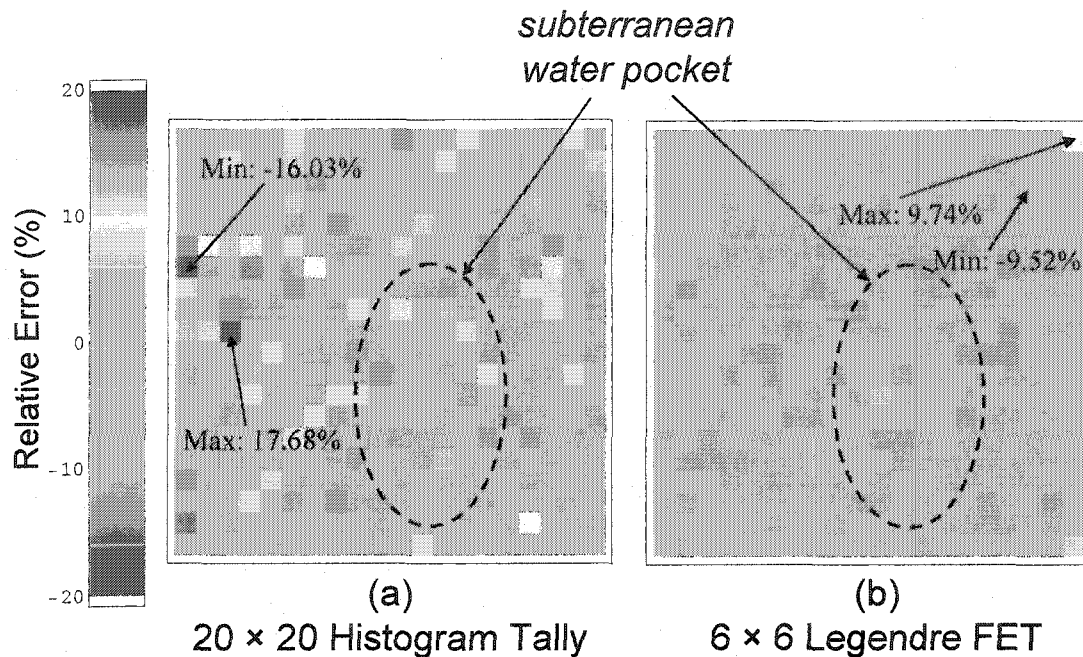 subterranean
water pocket
20
10
0
-10
-20
Relative Error (%)
Min: -16.03%
Max: 17.68%
Max: 9.74%
Min: -9.52%
(a)
20 × 20 Histogram Tally
(b)
6 × 6 Legendre FET